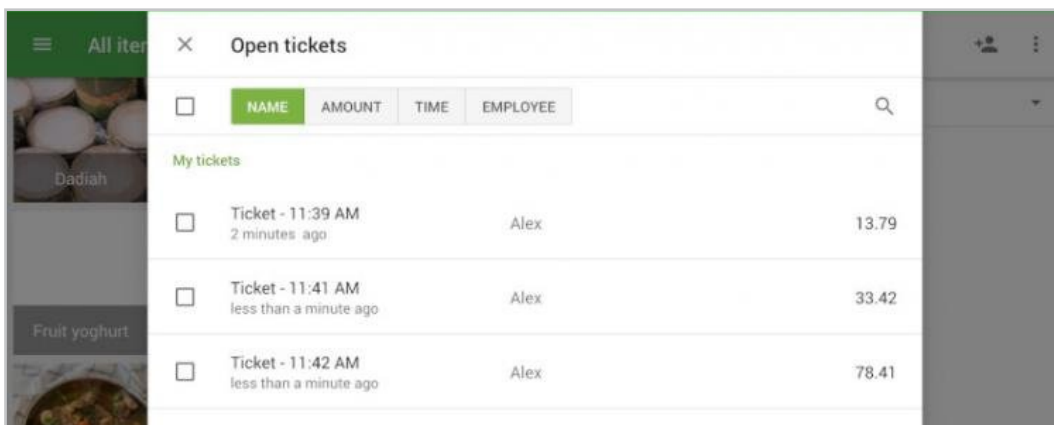 All iter
Open tickets
NAME AMOUNT TIME EMPLOYEE
My tickets
Dadiah
Ticket - 11:39 AM
2 minutes ago
Alex
13.79
Ticket - 11:41 AM
less than a minute ago
Alex
33.42
Fruit yoghurt
Ticket - 11:42 AM
less than a minute ago
Alex
78.41